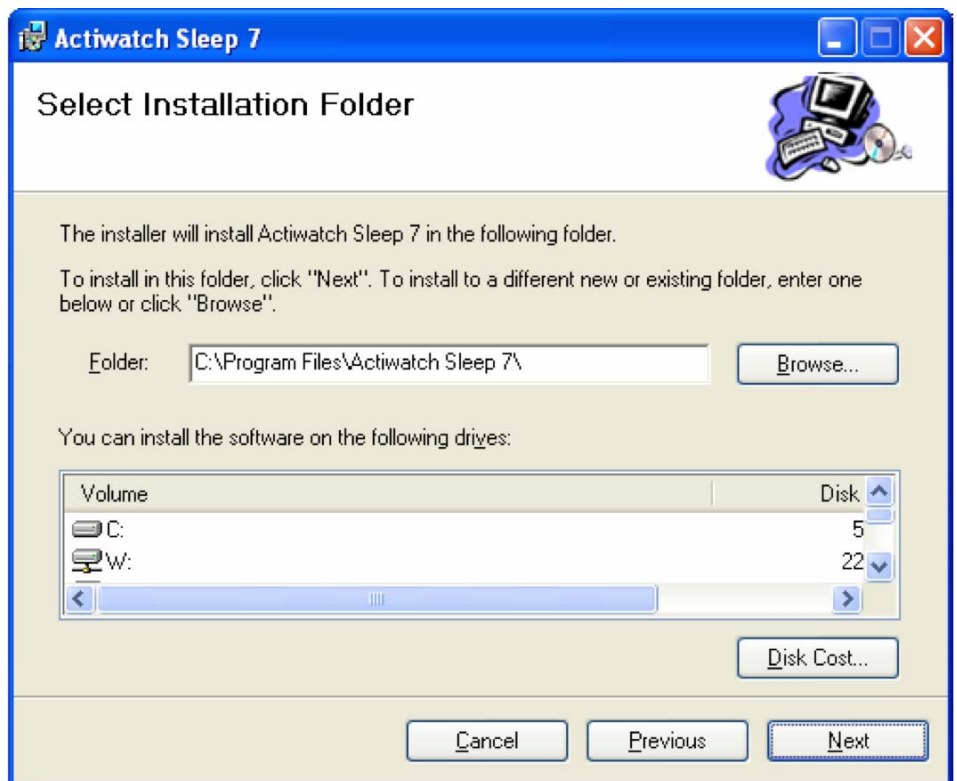 Actiwatch Sleep 7
Select Installation Folder
The installer will install Actiwatch Sleep 7 in the following folder.
To install in this folder, click "Next". To install to a different new or existing folder, enter one
below or click "Browse".
Folder: C:\Program Files\Actiwatch Sleep 7\ Browse...
You can install the software on the following drives:
Volume Disk
C: 5
W: 22
Disk Cost...
Cancel Previous Next